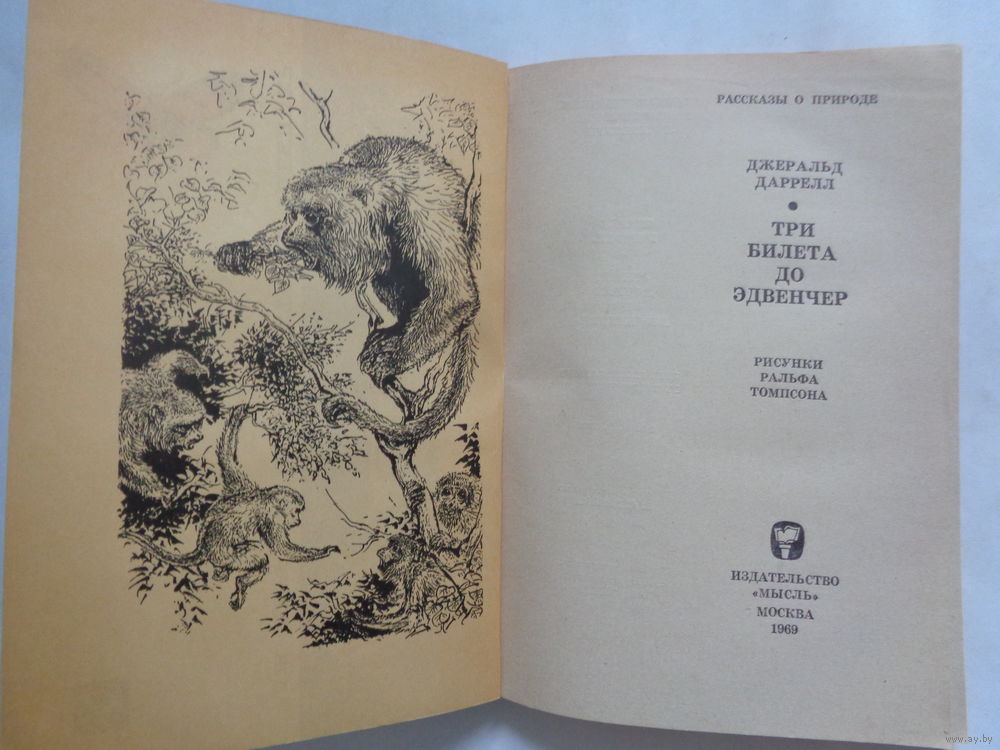 РАССКАЗЫ О ПРИРОДЕ
ДЖЕРАЛЬД
ДАРРЕЛЛ
ТРИ
БИЛЕТА
ДО
ЭДВЕНЧЕР
РИСУНКИ
РАЛЬФА
ТОМПСОНА
ИЗДАТЕЛЬСТВО
«МЫСЛЬ»
МОСКВА
1969
www.ay.by